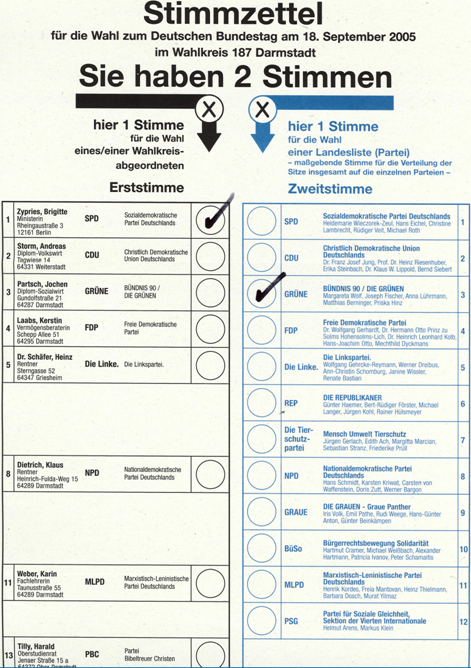 Stimmzettel
für die Wahl zum Deutschen Bundestag am 18. September 2005
im Wahlkreis 187 Darmstadt
Sie haben 2 Stimmen
X
X
hier 1 Stimme
für die Wahl
eines/einer Wahlkreis-
abgeordneten
Erststimme
hier 1 Stimme
für die Wahl
einer Landesliste (Partei)
– maßgebende Stimme für die Verteilung der
Sitze insgesamt auf die einzelnen Parteien –
Zweitstimme
1 Zypries, Brigitte
Ministerin
Rheingaustraße 3
12161 Berlin
SPD
Sozialdemokratische
Partei Deutschlands
2 Storm, Andreas
Diplom-Volkswirt
Tagwiese 14
64331 Weiterstadt
CDU
Christlich Demokratische
Union Deutschlands
3 Partsch, Jochen
Diplom-Sozialwirt
Gundolfstraße 21
64287 Darmstadt
GRÜNE
BÜNDNIS 90 /
DIE GRÜNEN
4 Laabs, Kerstin
Vermögensberaterin
Schepp Allee 51
64295 Darmstadt
FDP
Freie Demokratische
Partei
5 Dr. Schäfer, Heinz
Rentner
Sterngasse 52
64347 Griesheim
Die Linke.
Die Linkspartei.
8 Dietrich, Klaus
Rentner
Heinrich-Fulda-Weg 15
64289 Darmstadt
NPD
Nationaldemokratische
Partei Deutschlands
11 Weber, Karin
Fachlehrerin
Taunusstraße 55
64289 Darmstadt
MLPD
Marxistisch-Leninistische
Partei Deutschlands
13 Tilly, Harald
Oberstudienrat
Jenaer Straße 15 a
PBC
Partei
Bibeltreuer Christen
SPD
Sozialdemokratische Partei Deutschlands
Heidemarie Wieczorek-Zeul, Hans Eichel, Christine
Lambrecht, Rüdiger Veit, Michael Roth
1
CDU
Christlich Demokratische Union
Deutschlands
Dr. Franz Josef Jung, Prof. Dr. Heinz Riesenhuber,
Erika Steinbach, Dr. Klaus W. Lippold, Bernd Siebert
2
GRÜNE
BÜNDNIS 90 / DIE GRÜNEN
Margareta Wolf, Joseph Fischer, Anna Lührmann,
Matthias Berninger, Priska Hinz
3
FDP
Freie Demokratische Partei
Dr. Wolfgang Gerhardt, Dr. Hermann Otto Prinz zu
Solms Hohensolms-Lich, Dr. Heinrich Leonhard Kolb,
Hans-Joachim Otto, Mechthild Dyckmans
4
Die Linke.
Die Linkspartei.
Wolfgang Gehrcke-Reymann, Werner Dreibus,
Ann-Christin Schomburg, Janine Wissler,
Renate Bastian
5
REP
DIE REPUBLIKANER
Günter Haemer, Bert-Rüdiger Förster, Michael
Langer, Jürgen Kohl, Rainer Hülsmeyer
6
Die Tier-
schutz-
partei
Mensch Umwelt Tierschutz
Jürgen Gerlach, Edith Ach, Margitta Marcian,
Sebastian Stranz, Friederike Prüll
7
NPD
Nationaldemokratische Partei
Deutschlands
Hans Schmidt, Karsten Kriwat, Carsten von
Waffenstein, Doris Zutt, Werner Bargon
8
GRAUE
DIE GRAUEN - Graue Panther
Iris Volk, Emil Pathe, Rudi Weege, Hans-Günter
Anton, Günter Beinkämpen
9
BüSo
Bürgerrechtsbewegung Solidarität
Hartmut Cramer, Michael Weißbach, Alexander
Hartmann, Patricia Ivanov, Peter Schamaitis
10
MLPD
Marxistisch-Leninistische Partei
Deutschlands
Henrik Kordes, Freia Mantovan, Heinz Thielmann,
Barbara Dosch, Murat Yilmaz
11
PSG
Partei für Soziale Gleichheit,
Sektion der Vierten Internationale
Helmut Arens, Markus Klein
12